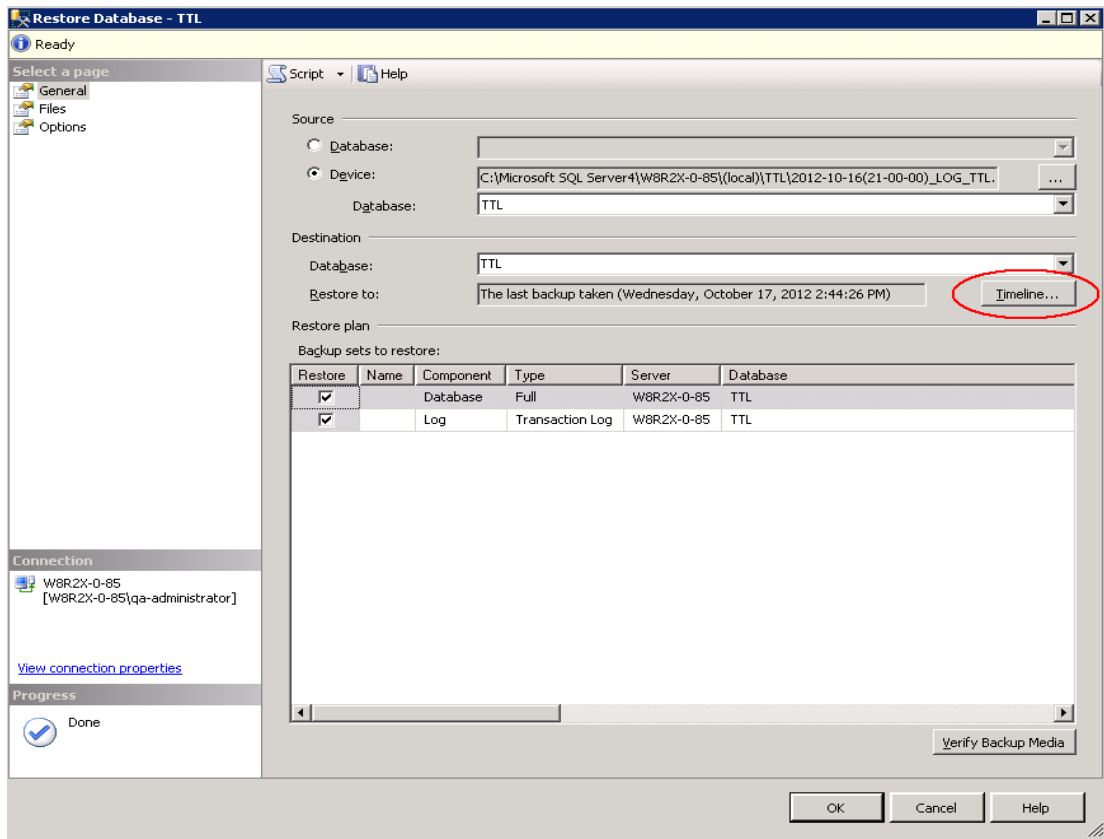 Restore Database - TTL
Ready
Select a page
General
Files
Options
Script
Help
Source
Database:
Device:
C:\Microsoft SQL Server4\W8R2X-0-85\(local)\TTL\2012-10-16(21-00-00)_LOG_TTL.
...
Database:
TTL
Destination
Database:
TTL
Restore to:
The last backup taken (Wednesday, October 17, 2012 2:44:26 PM)
Timeline...
Restore plan
Backup sets to restore:
Restore Name Component Type Server Database
Database Full W8R2X-0-85 TTL
Log Transaction Log W8R2X-0-85 TTL
Connection
W8R2X-0-85
[W8R2X-0-85\qa-administrator]
View connection properties
Progress
Done
Verify Backup Media
OK Cancel Help